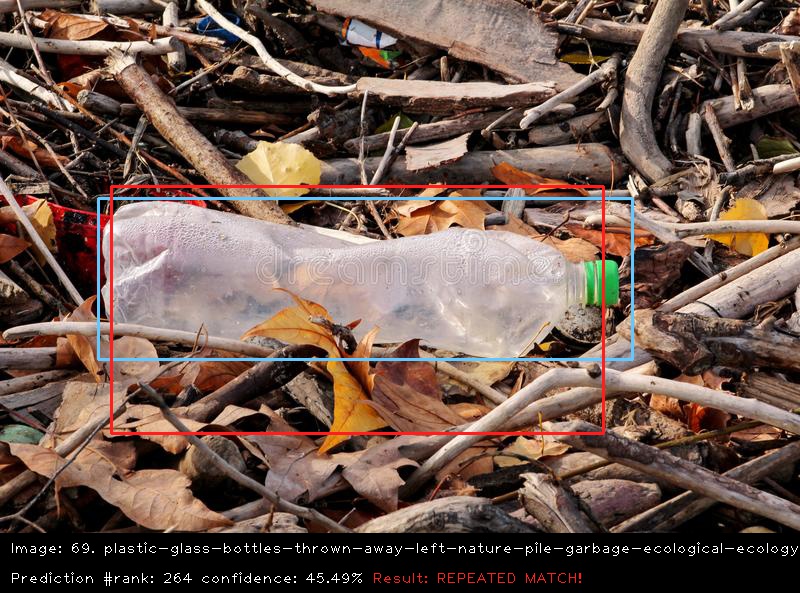 dreamstime
Image: 69. plastic-glass-bottles-thrown-away-left-nature-pile-garbage-ecological-ecology
Prediction #rank: 264 confidence: 45.49% Result: REPEATED MATCH!